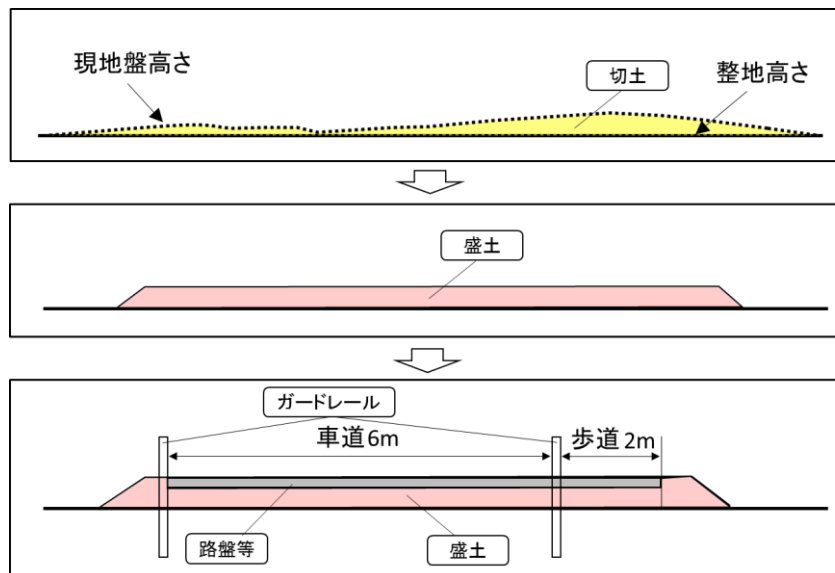 現地盤高さ
切土
整地高さ
盛土
ガードレール
車道6m
歩道2m
路盤等
盛土